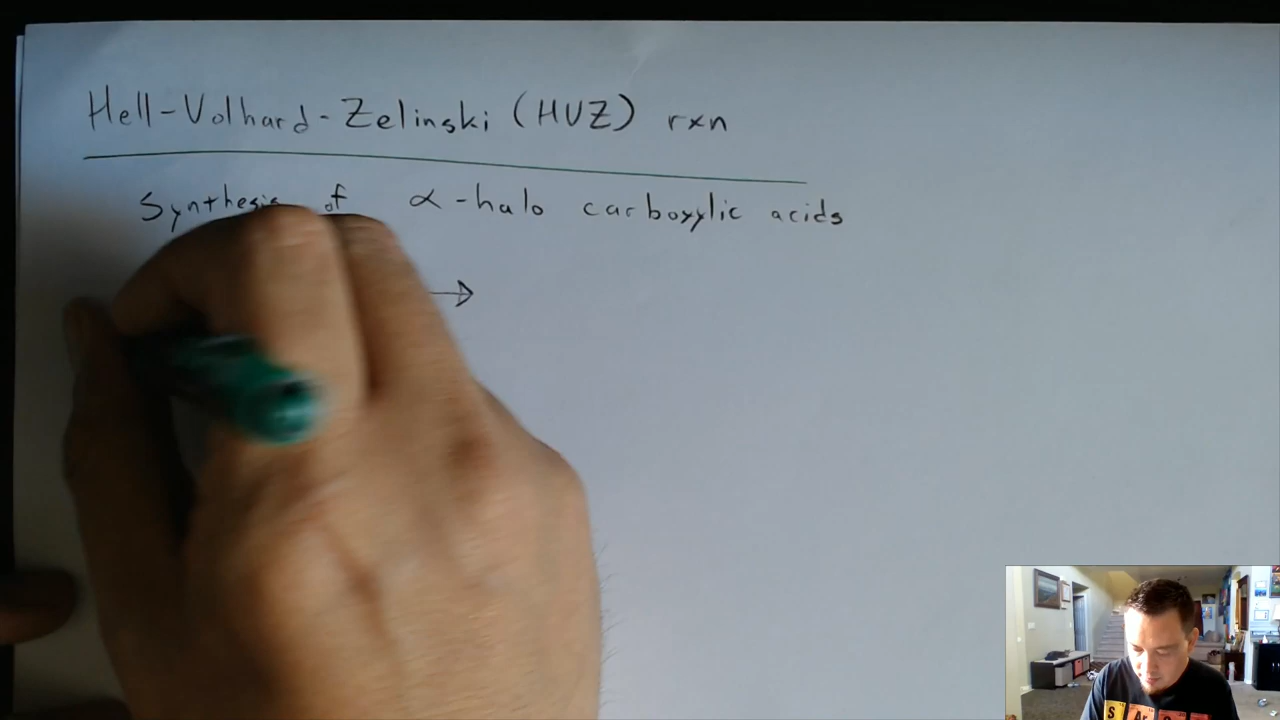 Hell-Volhard-Zelinski (HVZ) rxn
Synthesis of α-halo carboxylic acids